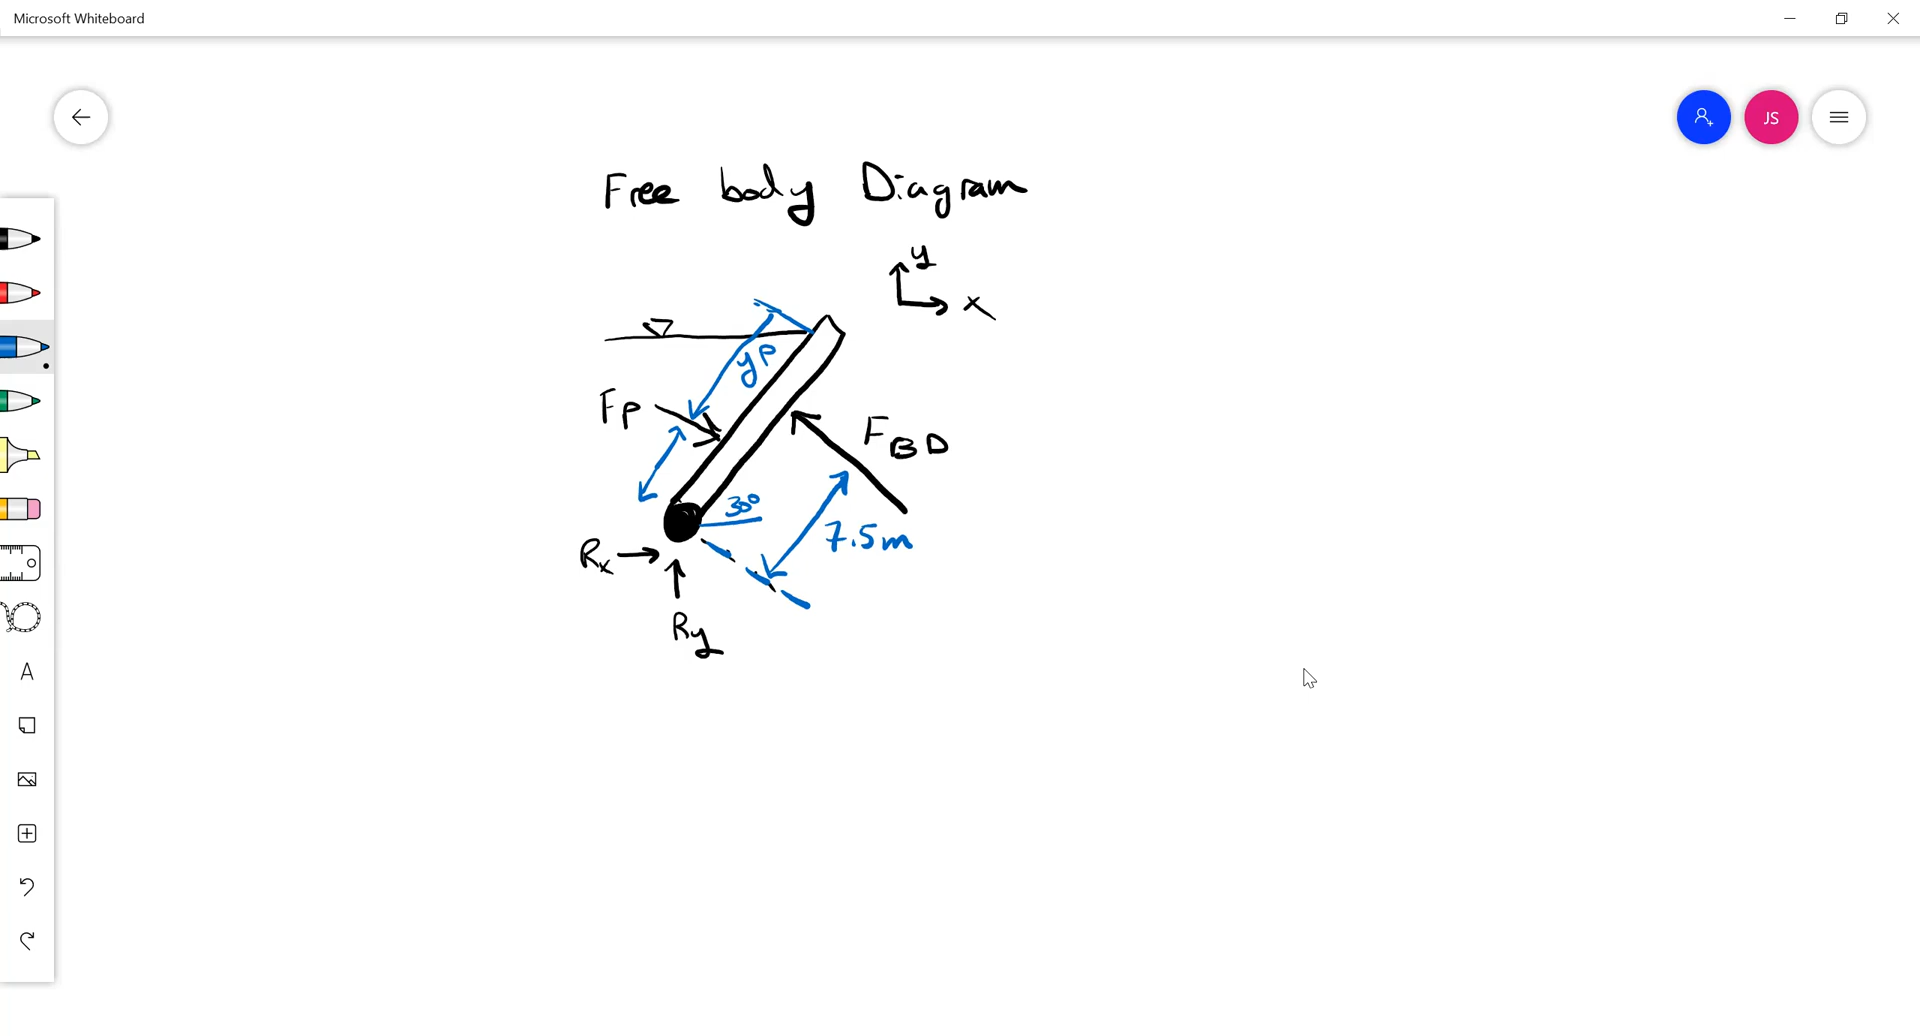 Microsoft Whiteboard
JS
Free body Diagram
y
x
yP
FP
FBD
30°
7.5m
Rx
Ry
A